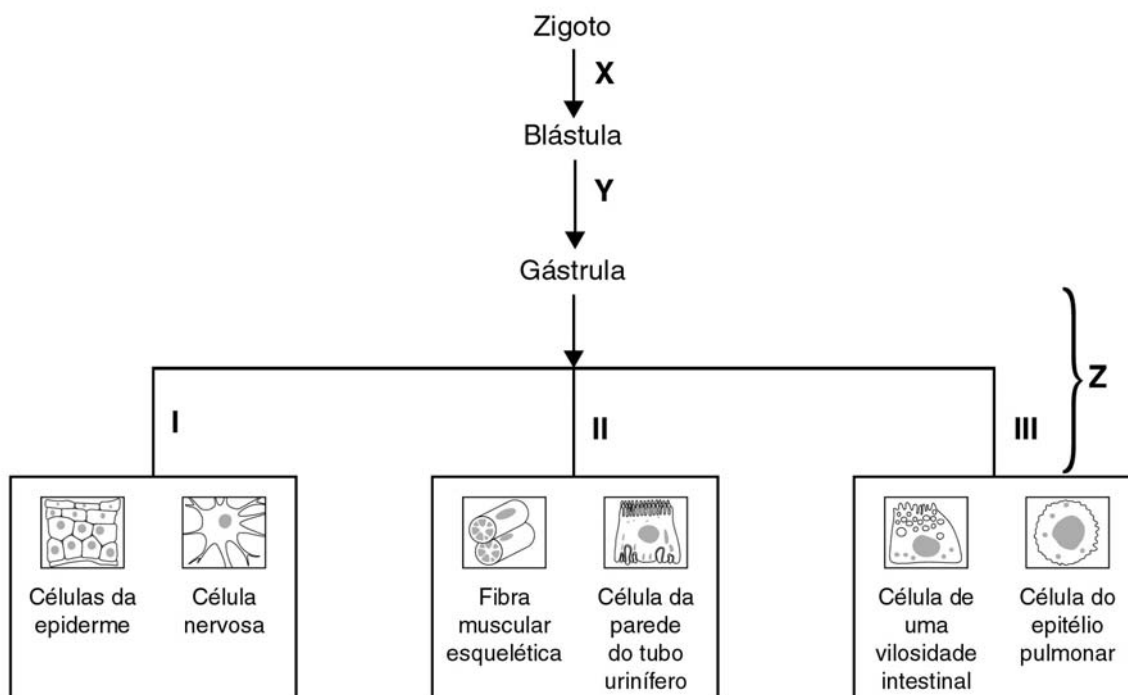 Zigoto
X
Blástula
Y
Gástrula
Z
I
II
III
Células da
epiderme
Célula
nervosa
Fibra
muscular
esquelética
Célula da
parede
do tubo
urinífero
Célula de
uma
vilosidade
intestinal
Célula do
epitélio
pulmonar